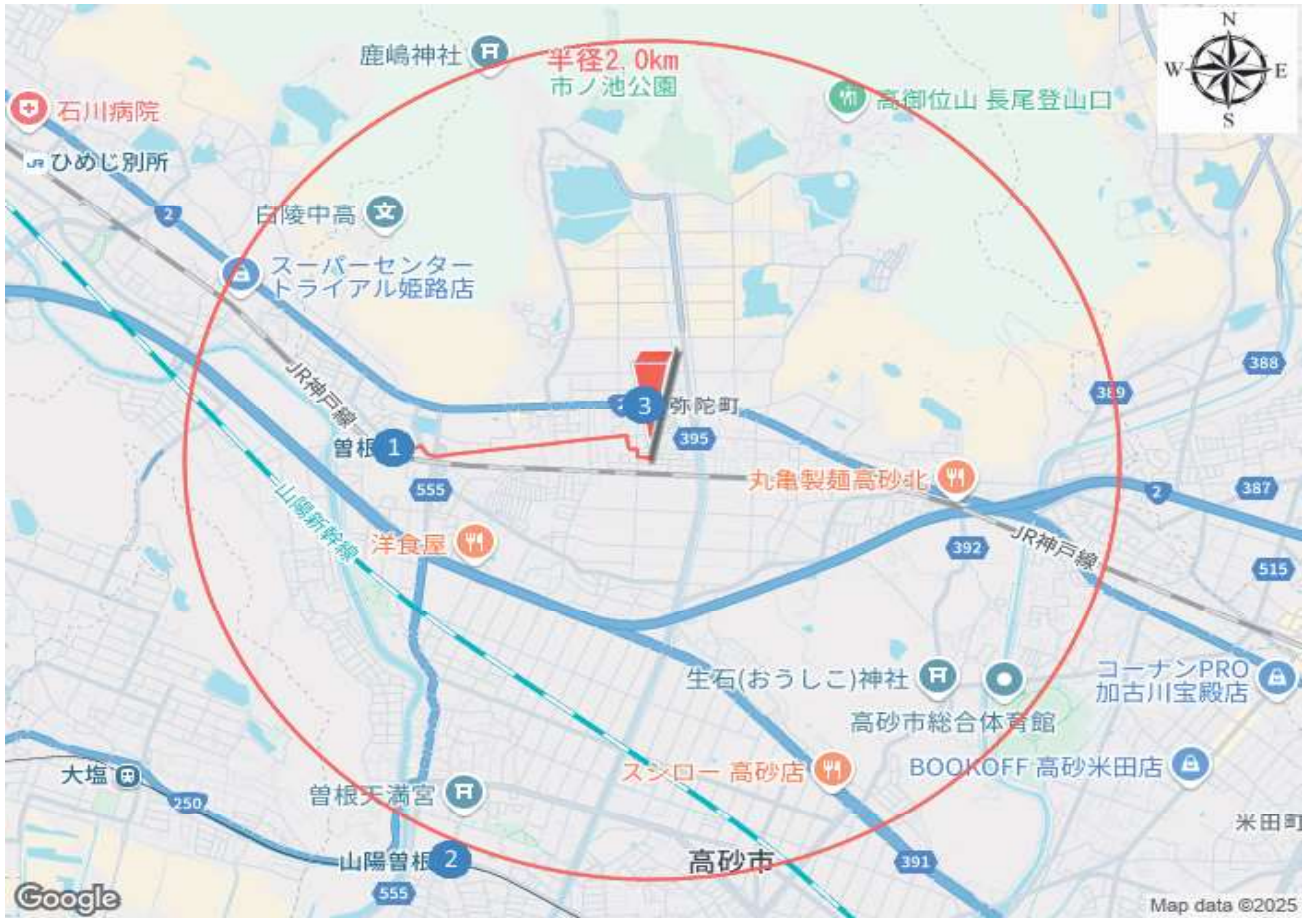 鹿嶋神社
半径2.0km
市ノ池公園
高御位山 長尾登山口
N
W
E
S
石川病院
JR
ひめじ別所
2
白陵中高
スーパーセンター
トライアル姫路店
JR神戸線
388
389
2
3
弥陀町
395
曽根
1
555
丸亀製麺高砂北
2
387
山陽新幹線
洋食屋
392
JR神戸線
515
生石(おうしこ)神社
コーナンPRO
加古川宝殿店
高砂市総合体育館
大塩
スシロー 高砂店
BOOKOFF 高砂米田店
250
曽根天満宮
米田町
山陽曽根
2
高砂市
391
555
Google
Map data ©2025